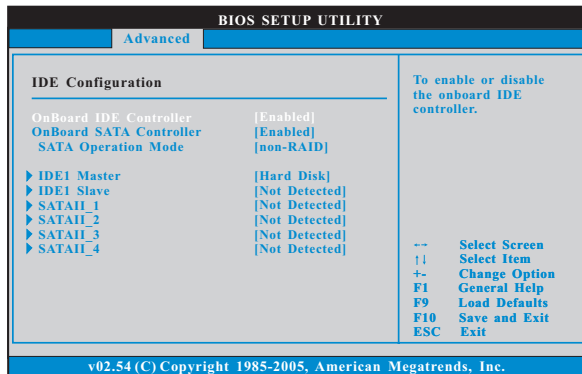 BIOS SETUP UTILITY
Advanced
IDE Configuration
OnBoard IDE Controller [Enabled]
OnBoard SATA Controller [Enabled]
SATA Operation Mode [non-RAID]
IDE1 Master [Hard Disk]
IDE1 Slave [Not Detected]
SATAII_1 [Not Detected]
SATAII_2 [Not Detected]
SATAII_3 [Not Detected]
SATAII_4 [Not Detected]
To enable or disable
the onboard IDE
controller.
←→ Select Screen
↑↓ Select Item
+- Change Option
F1 General Help
F9 Load Defaults
F10 Save and Exit
ESC Exit
v02.54 (C) Copyright 1985-2005, American Megatrends, Inc.